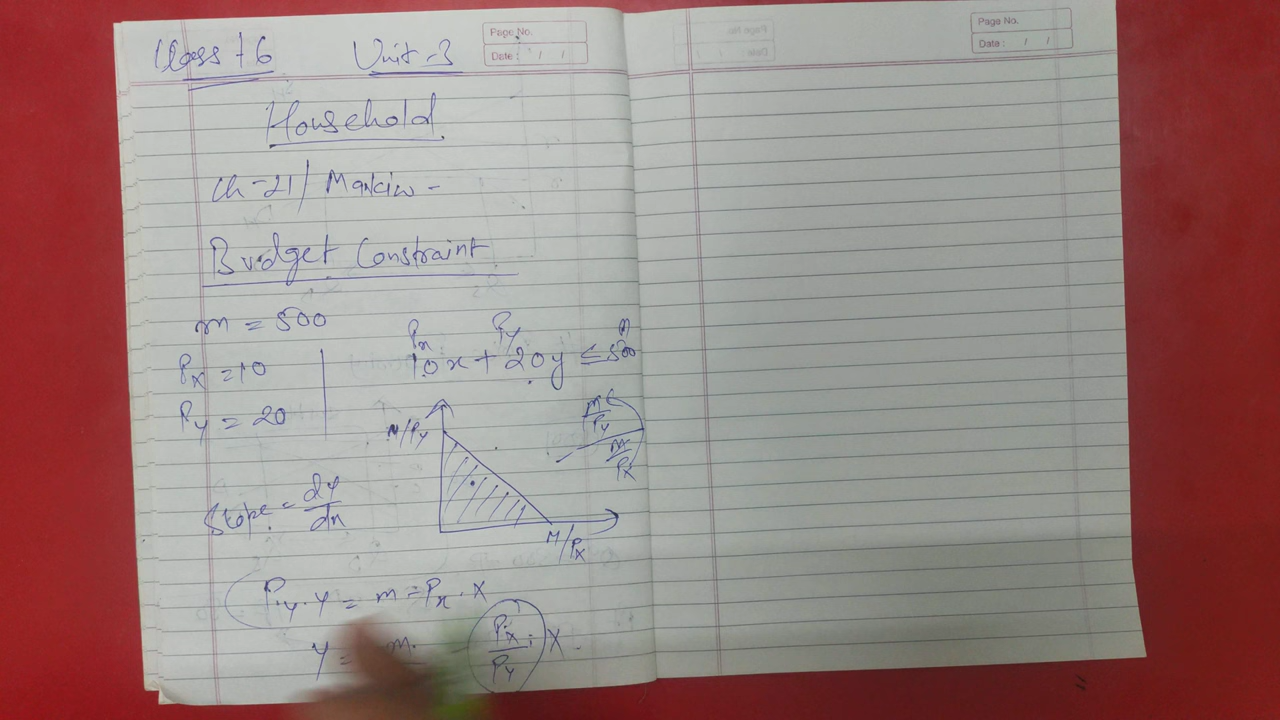 Class 16 Unit-3
Page No.
Date : / /
Page No.
Date : / /
Household
Ch-21/ Mankiw -
Budget Constraint
m = 500
Px Py M
10x + 20y ≤ 500
Px = 10
Py = 20
M/Py
m/Py
m/Px
Slope = dy/dx
M/Px
Py.y = m = Px.X
y = m Px/Py X